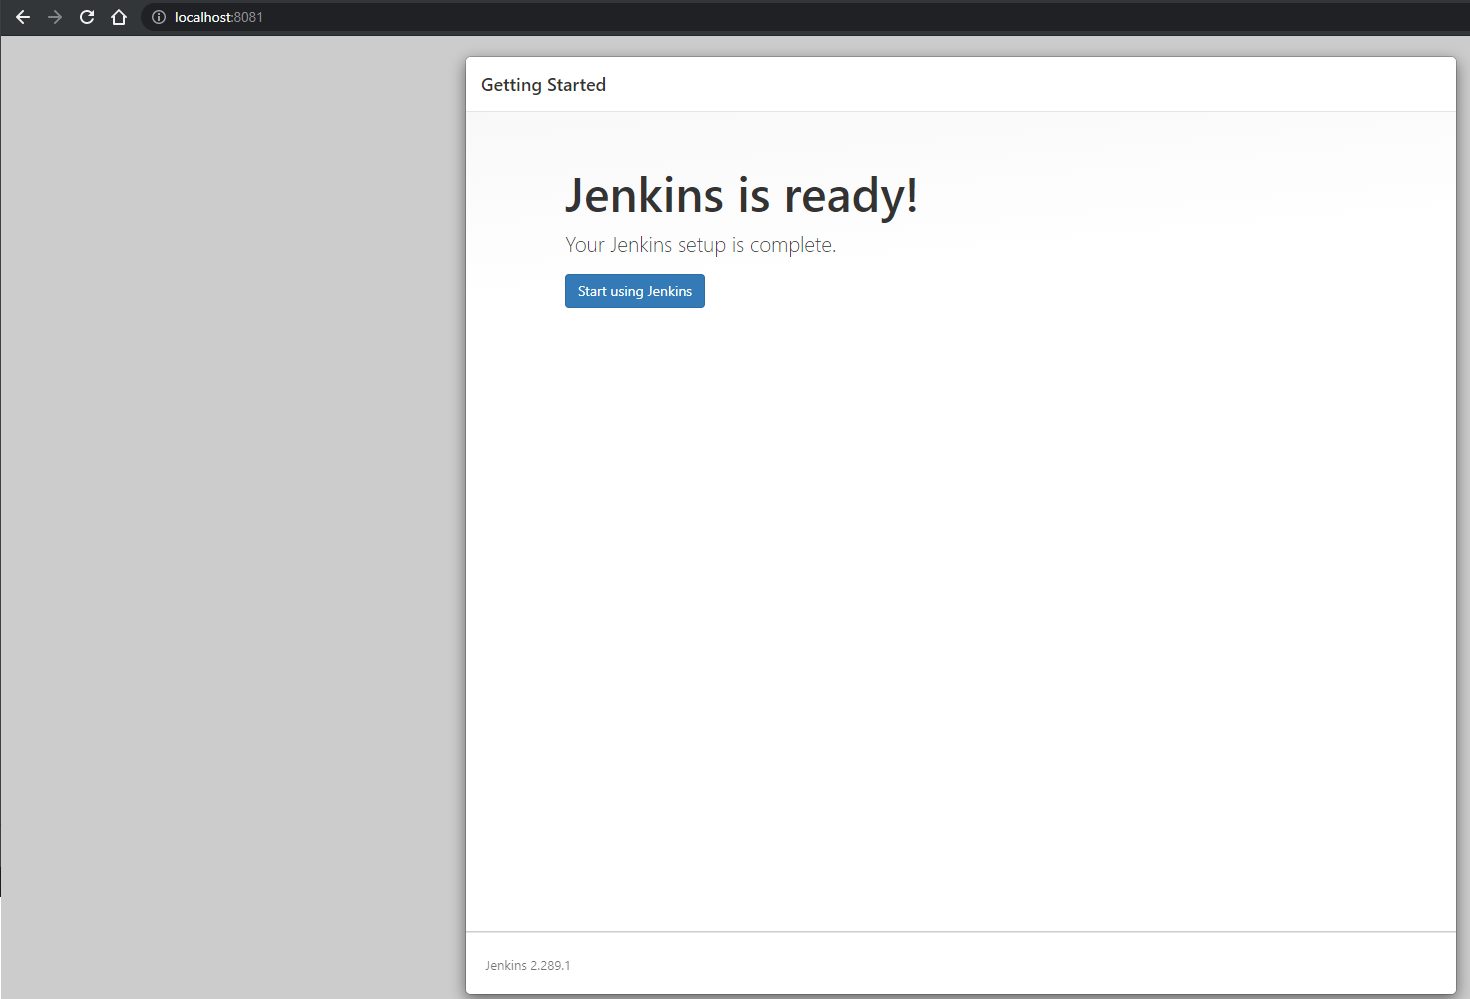 localhost:8081
Getting Started
Jenkins is ready!
Your Jenkins setup is complete.
Start using Jenkins
Jenkins 2.289.1